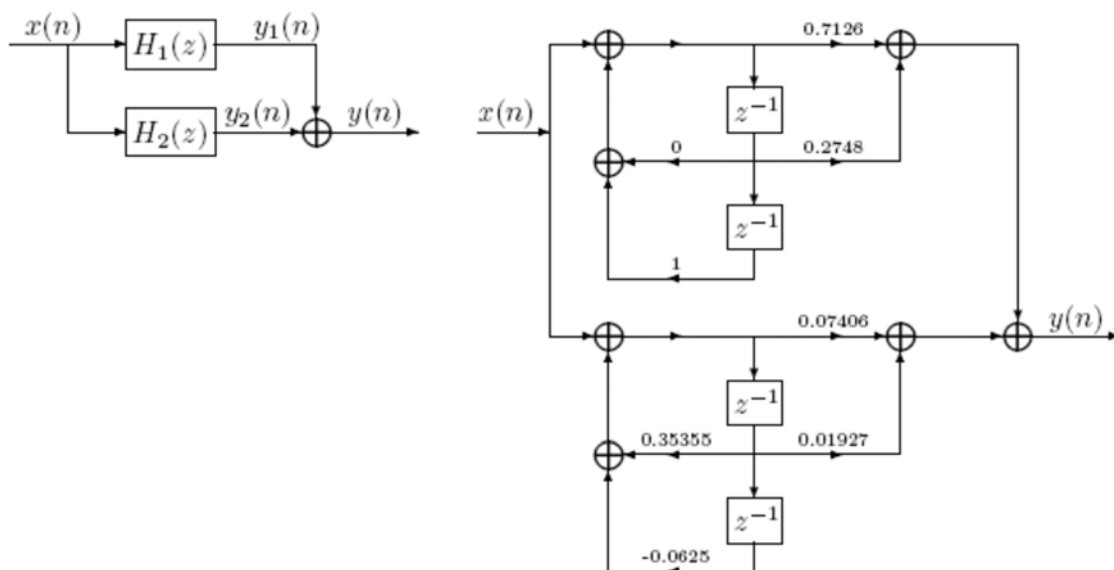 x(n)
H₁(z)
y₁(n)
H₂(z)
y₂(n)
y(n)
x(n)
0.7126
z⁻¹
0
0.2748
z⁻¹
1
0.07406
y(n)
z⁻¹
0.35355
0.01927
z⁻¹
-0.0625